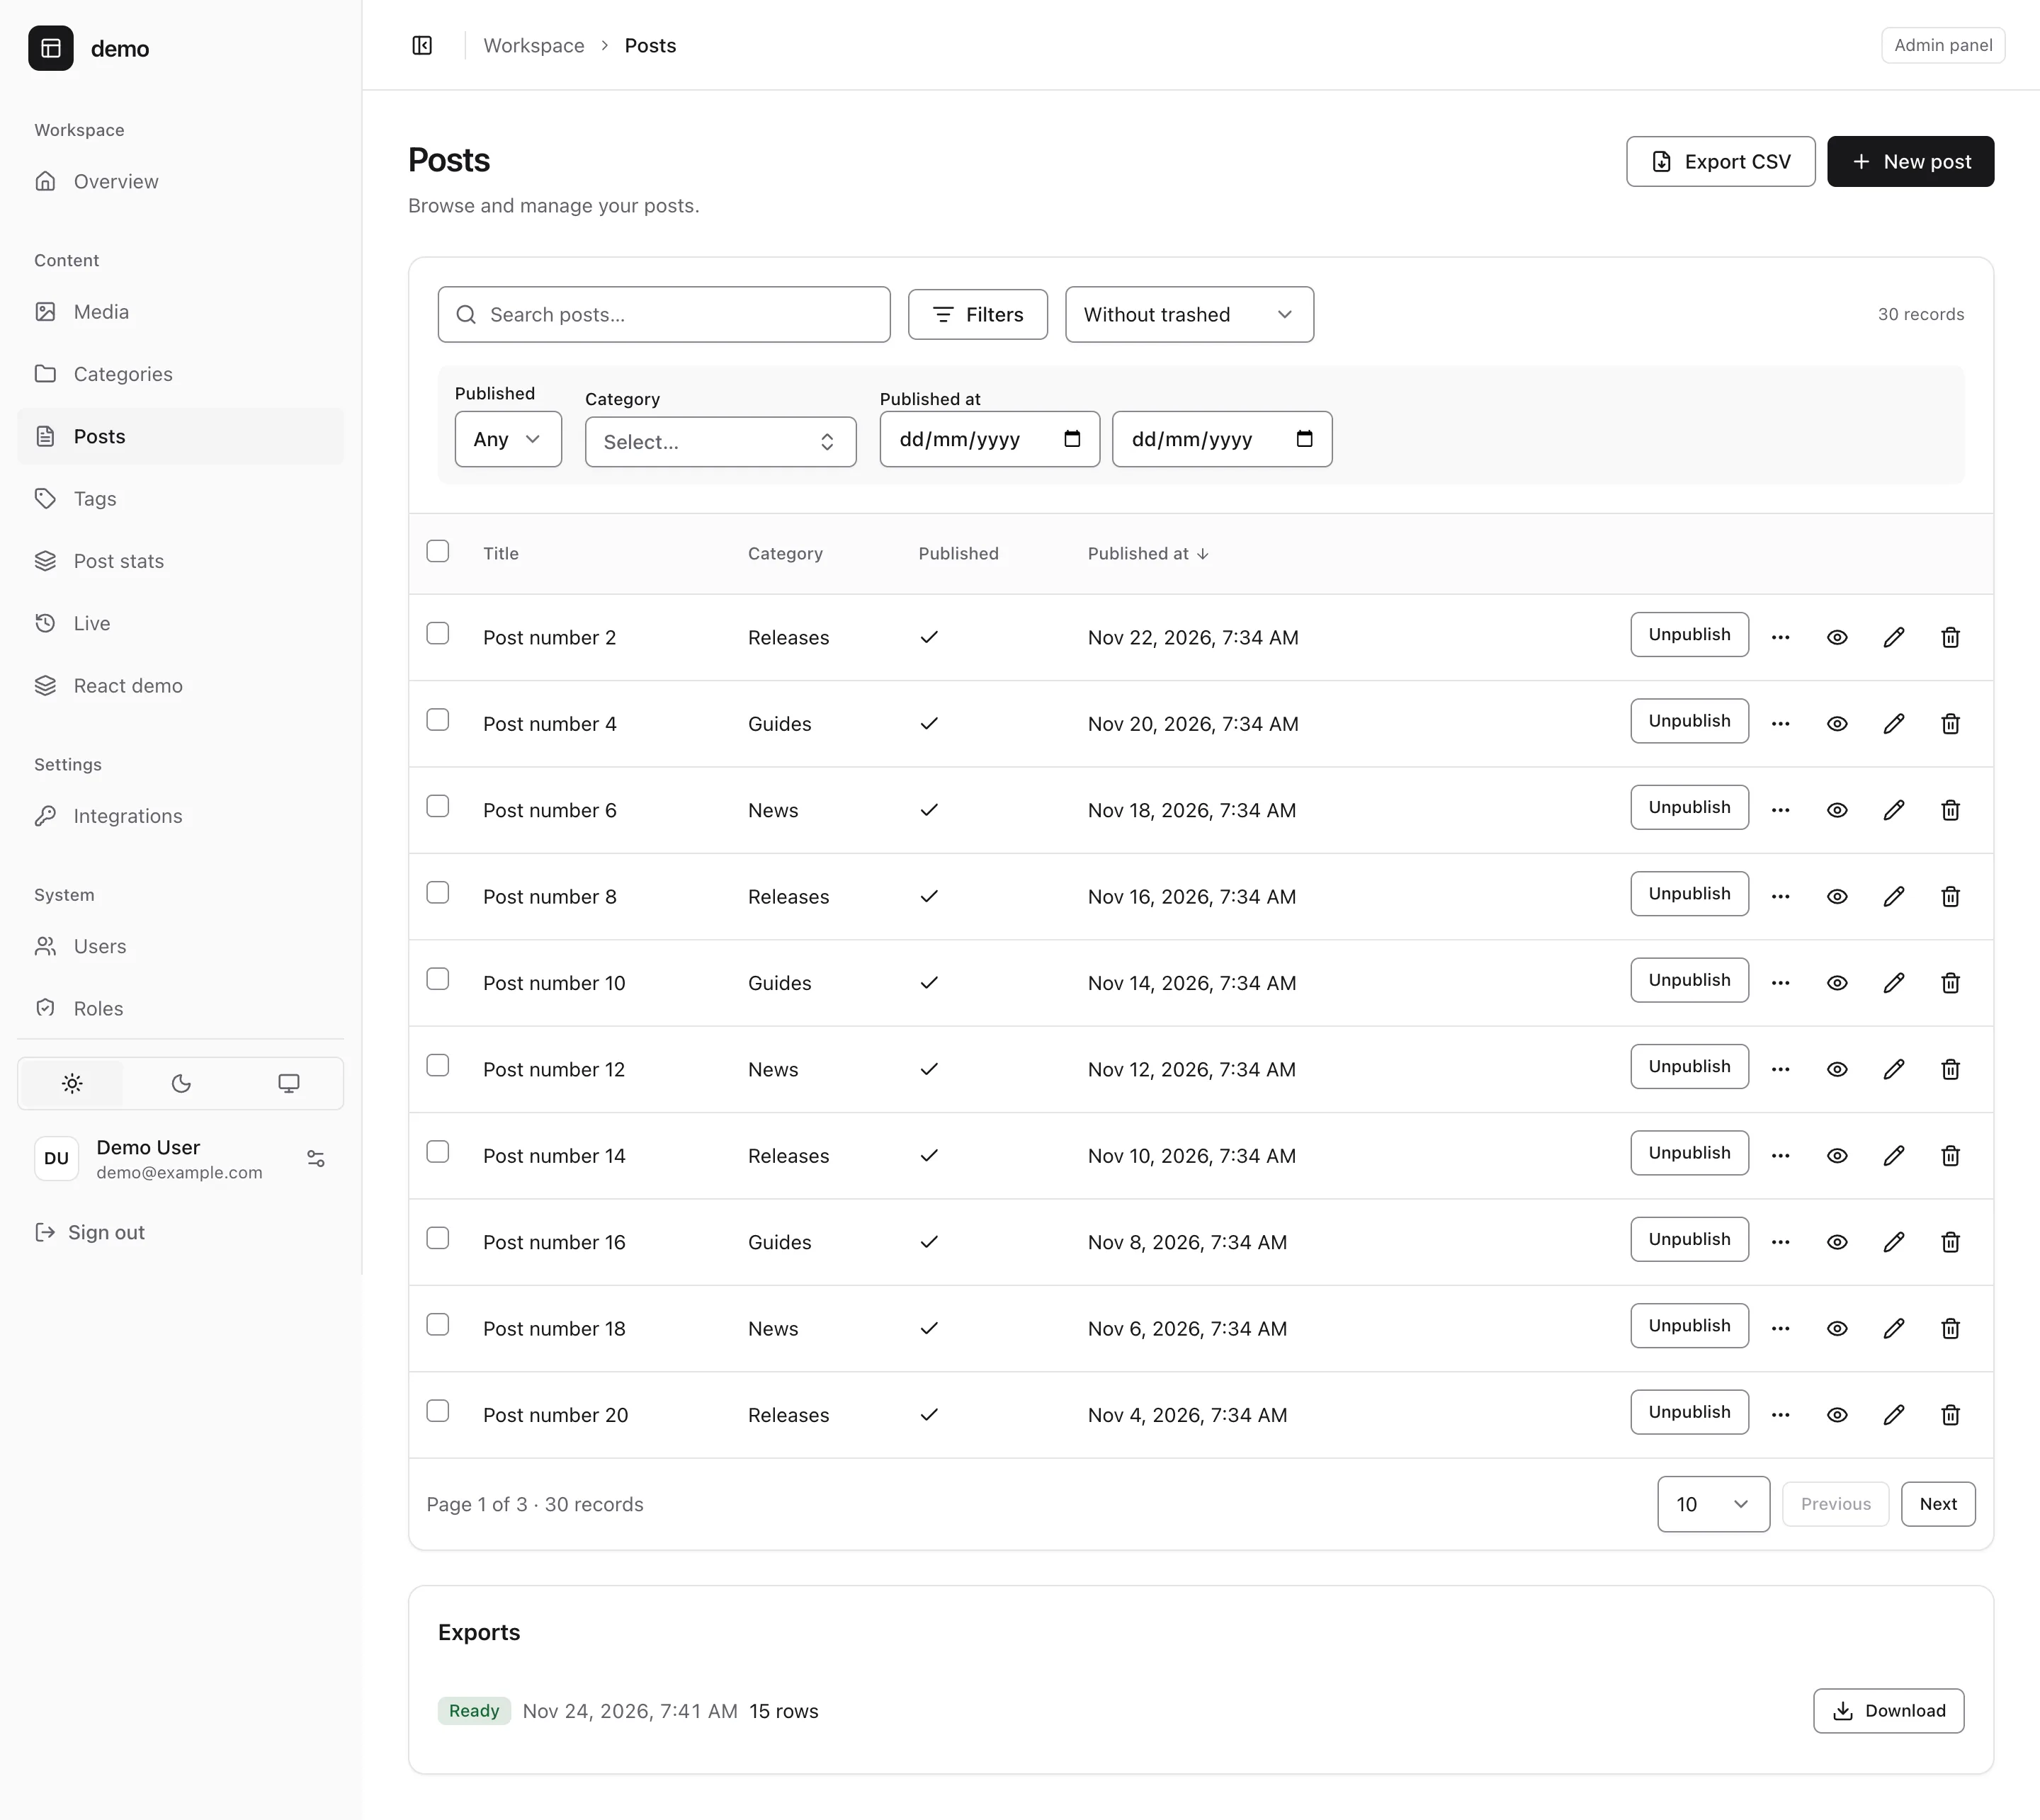 demo
Workspace
Overview
Content
Media
Categories
Posts
Tags
Post stats
Live
React demo
Settings
Integrations
System
Users
Roles
DU
Demo User
demo@example.com
Sign out
Workspace > Posts
Admin panel
Posts
Browse and manage your posts.
Export CSV
New post
Search posts...
Filters
Without trashed
30 records
Published
Any
Category
Select...
Published at
dd/mm/yyyy
dd/mm/yyyy
Title Category Published Published at ↓
Post number 2 Releases Nov 22, 2026, 7:34 AM Unpublish
Post number 4 Guides Nov 20, 2026, 7:34 AM Unpublish
Post number 6 News Nov 18, 2026, 7:34 AM Unpublish
Post number 8 Releases Nov 16, 2026, 7:34 AM Unpublish
Post number 10 Guides Nov 14, 2026, 7:34 AM Unpublish
Post number 12 News Nov 12, 2026, 7:34 AM Unpublish
Post number 14 Releases Nov 10, 2026, 7:34 AM Unpublish
Post number 16 Guides Nov 8, 2026, 7:34 AM Unpublish
Post number 18 News Nov 6, 2026, 7:34 AM Unpublish
Post number 20 Releases Nov 4, 2026, 7:34 AM Unpublish
Page 1 of 3 · 30 records
10
Previous
Next
Exports
Ready Nov 24, 2026, 7:41 AM 15 rows
Download